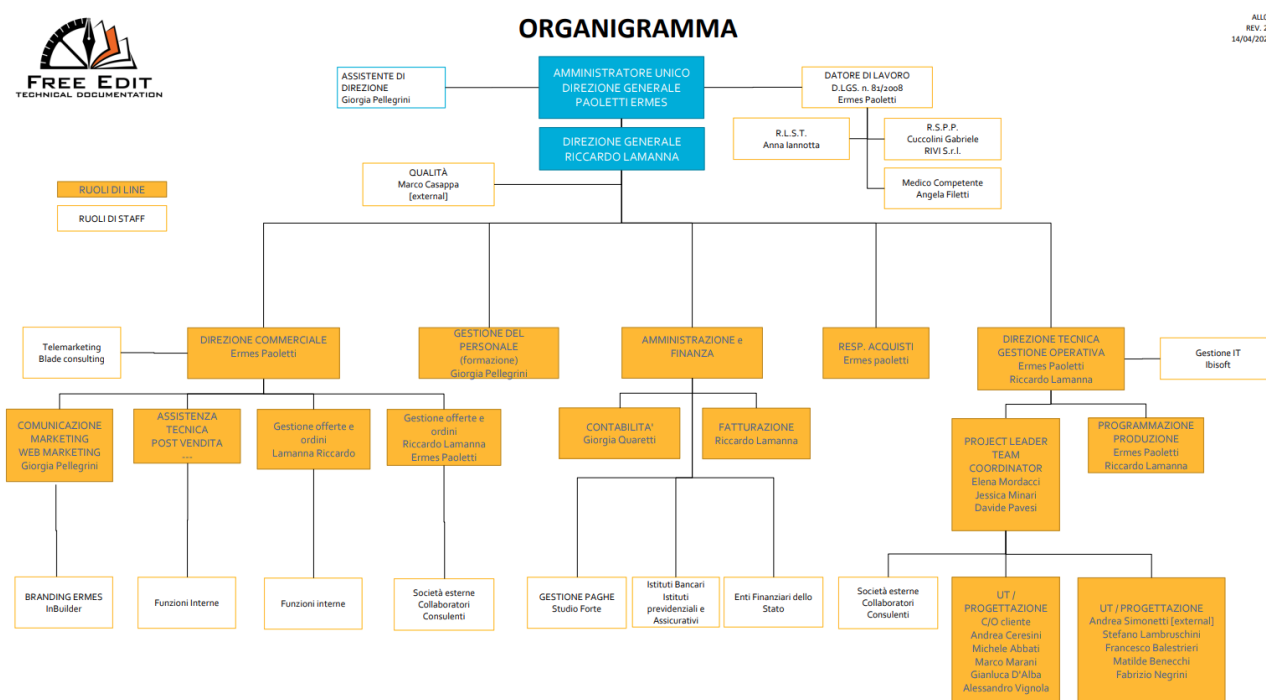 ORGANIGRAMMA
REV. 2
FREE EDIT
TECHNICAL DOCUMENTATION
ASSISTENTE DI
DIREZIONE
Giorgia Pellegrini
AMMINISTRATORE UNICO
DIREZIONE GENERALE
PAOLETTI ERMES
DATORE DI LAVORO
D.LGS. n. 81/2008
Ermes Paoletti
DIREZIONE GENERALE
RICCARDO LAMANNA
R.L.S.T.
Anna Iannotta
R.S.P.P.
Cuccolini Gabriele
RIVI S.r.l.
QUALITÀ
Marco Casappa
[external]
Medico Competente
Angela Filetti
RUOLI DI LINE
RUOLI DI STAFF
Telemarketing
Blade consulting
DIREZIONE COMMERCIALE
Ermes Paoletti
GESTIONE DEL
PERSONALE
(formazione)
Giorgia Pellegrini
AMMINISTRAZIONE e
FINANZA
RESP. ACQUISTI
Ermes paoletti
DIREZIONE TECNICA
GESTIONE OPERATIVA
Ermes Paoletti
Riccardo Lamanna
Gestione IT
Ibisoft
COMUNICAZIONE
MARKETING
WEB MARKETING
Giorgia Pellegrini
ASSISTENZA
TECNICA
POST VENDITA
---
Gestione offerte e
ordini
Lamanna Riccardo
Gestione offerte e
ordini
Riccardo Lamanna
Ermes Paoletti
CONTABILITA'
Giorgia Quaretti
FATTURAZIONE
Riccardo Lamanna
PROJECT LEADER
TEAM
COORDINATOR
Elena Mordacci
Jessica Minari
Davide Pavesi
PROGRAMMAZIONE
PRODUZIONE
Ermes Paoletti
Riccardo Lamanna
BRANDING ERMES
InBuilder
Funzioni Interne
Funzioni interne
Società esterne
Collaboratori
Consulenti
GESTIONE PAGHE
Studio Forte
Istituti Bancari
Istituti
previdenziali e
Assicurativi
Enti Finanziari dello
Stato
Società esterne
Collaboratori
Consulenti
UT /
PROGETTAZIONE
C/O cliente
Andrea Ceresini
Michele Abbati
Marco Marani
Gianluca D'Alba
Alessandro Vignola
UT / PROGETTAZIONE
Andrea Simonetti [external]
Stefano Lambruschini
Francesco Balestrieri
Matilde Benecchi
Fabrizio Negrini